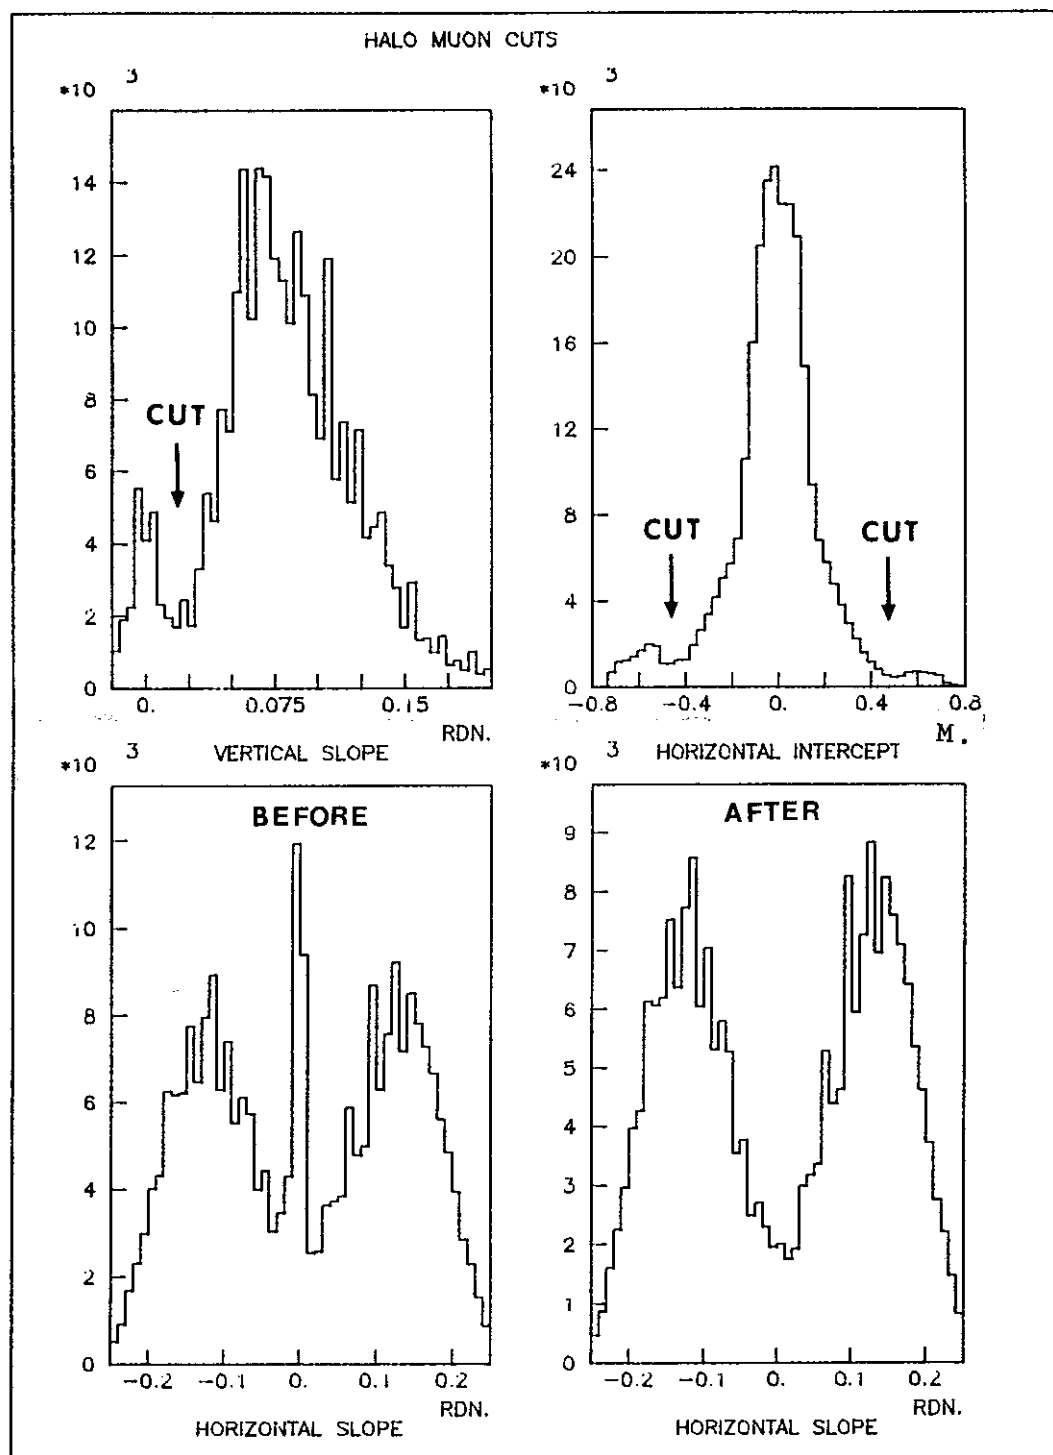 HALO MUON CUTS
*10 3
14
12
10
8
6
4
2
0
CUT
0. 0.075 0.15
RDN.
VERTICAL SLOPE
*10 3
24
20
16
12
8
4
0
CUT
CUT
-0.8 -0.4 0. 0.4 0.8
M.
HORIZONTAL INTERCEPT
*10 3
BEFORE
12
10
8
6
4
2
0
-0.2 -0.1 0. 0.1 0.2
RDN.
HORIZONTAL SLOPE
*10 3
AFTER
9
8
7
6
5
4
3
2
1
0
-0.2 -0.1 0. 0.1 0.2
RDN.
HORIZONTAL SLOPE